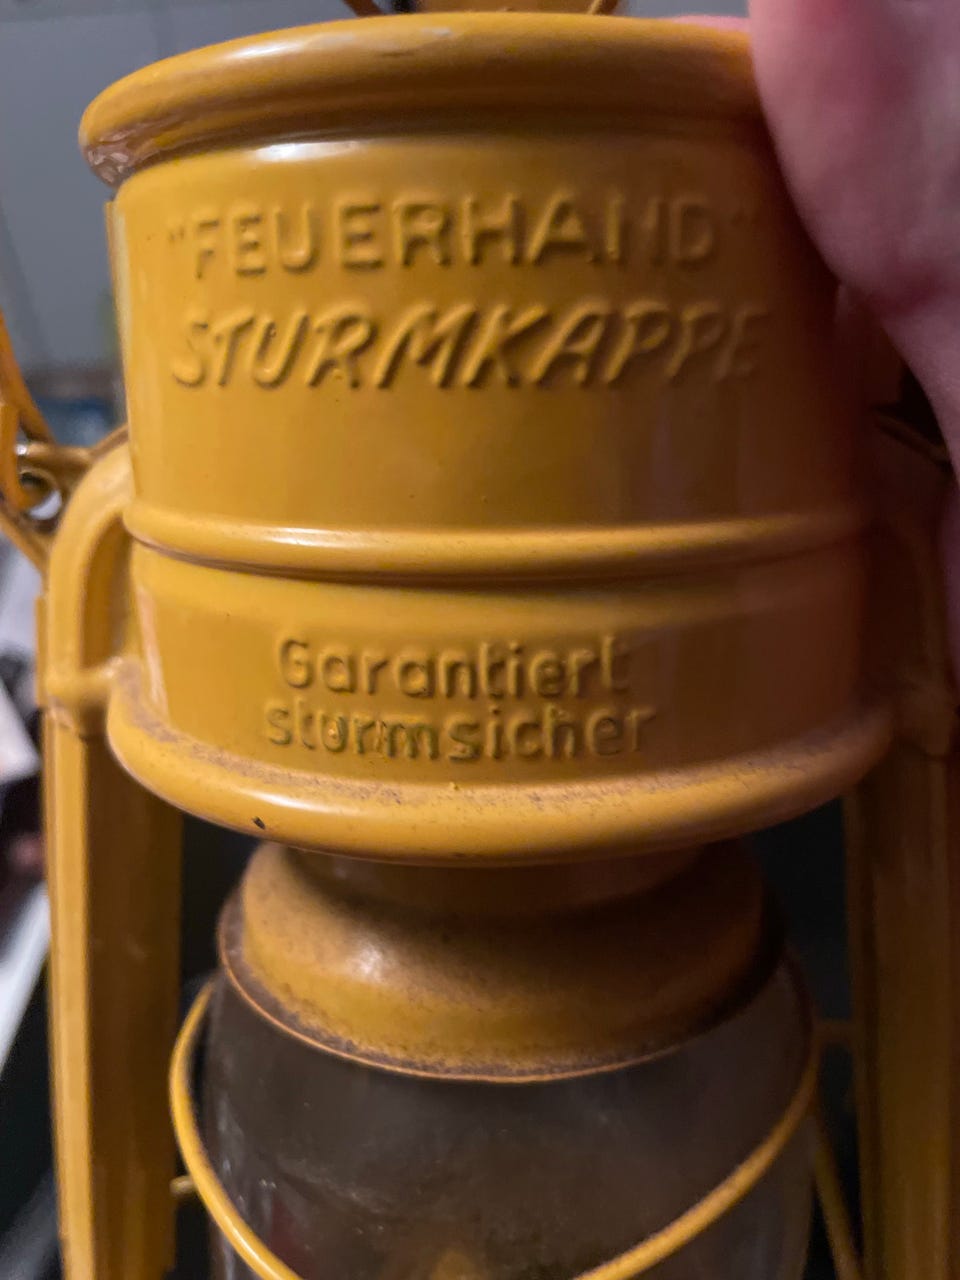 "FEUERHAND"
STURMKAPPE
Garantiert
sturmsicher